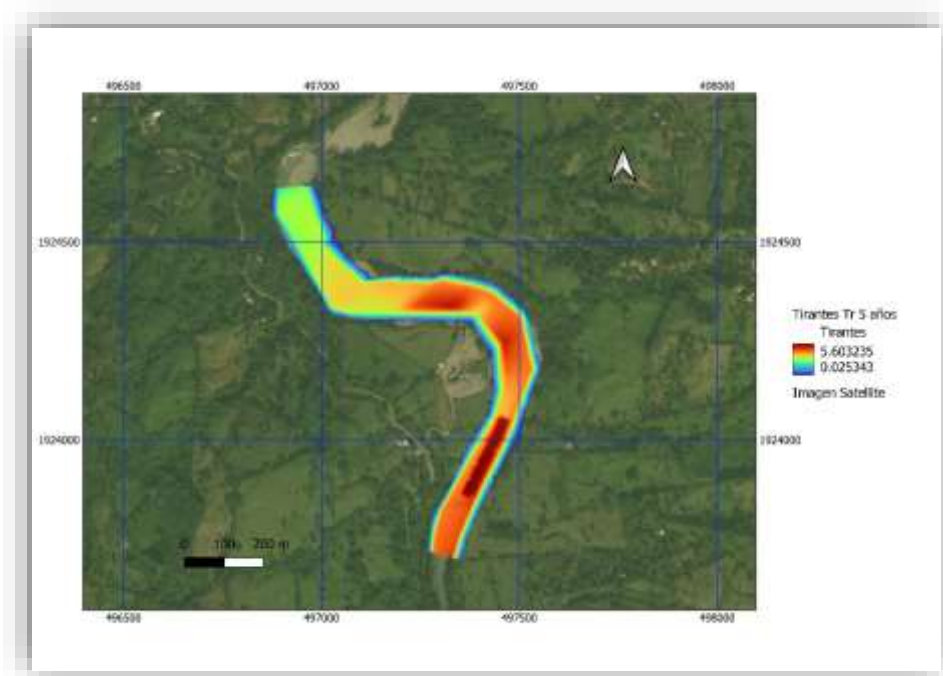 496500 497000 497500 498000
1924500 1924500
Tirantes Tr 5 años
Tirantes
5.603235
0.025343
Imagen Satellite
1924000 1924000
0 100 200 m
496500 497000 497500 498000